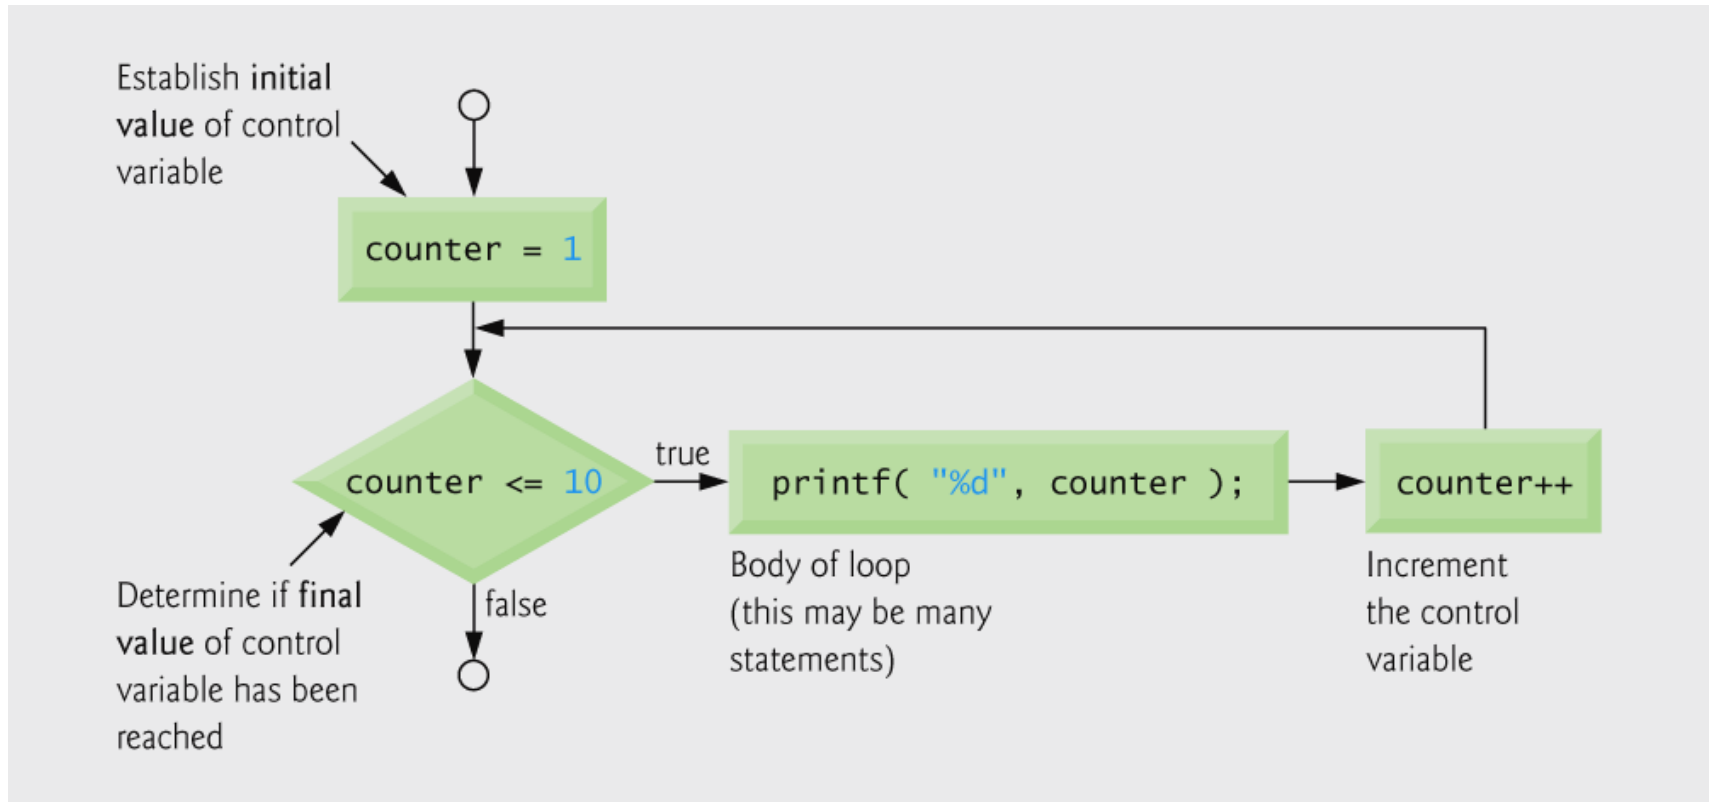 Establish initial
value of control
variable
counter = 1
counter <= 10
true
printf( "%d", counter );
counter++
false
Determine if final
value of control
variable has been
reached
Body of loop
(this may be many
statements)
Increment
the control
variable